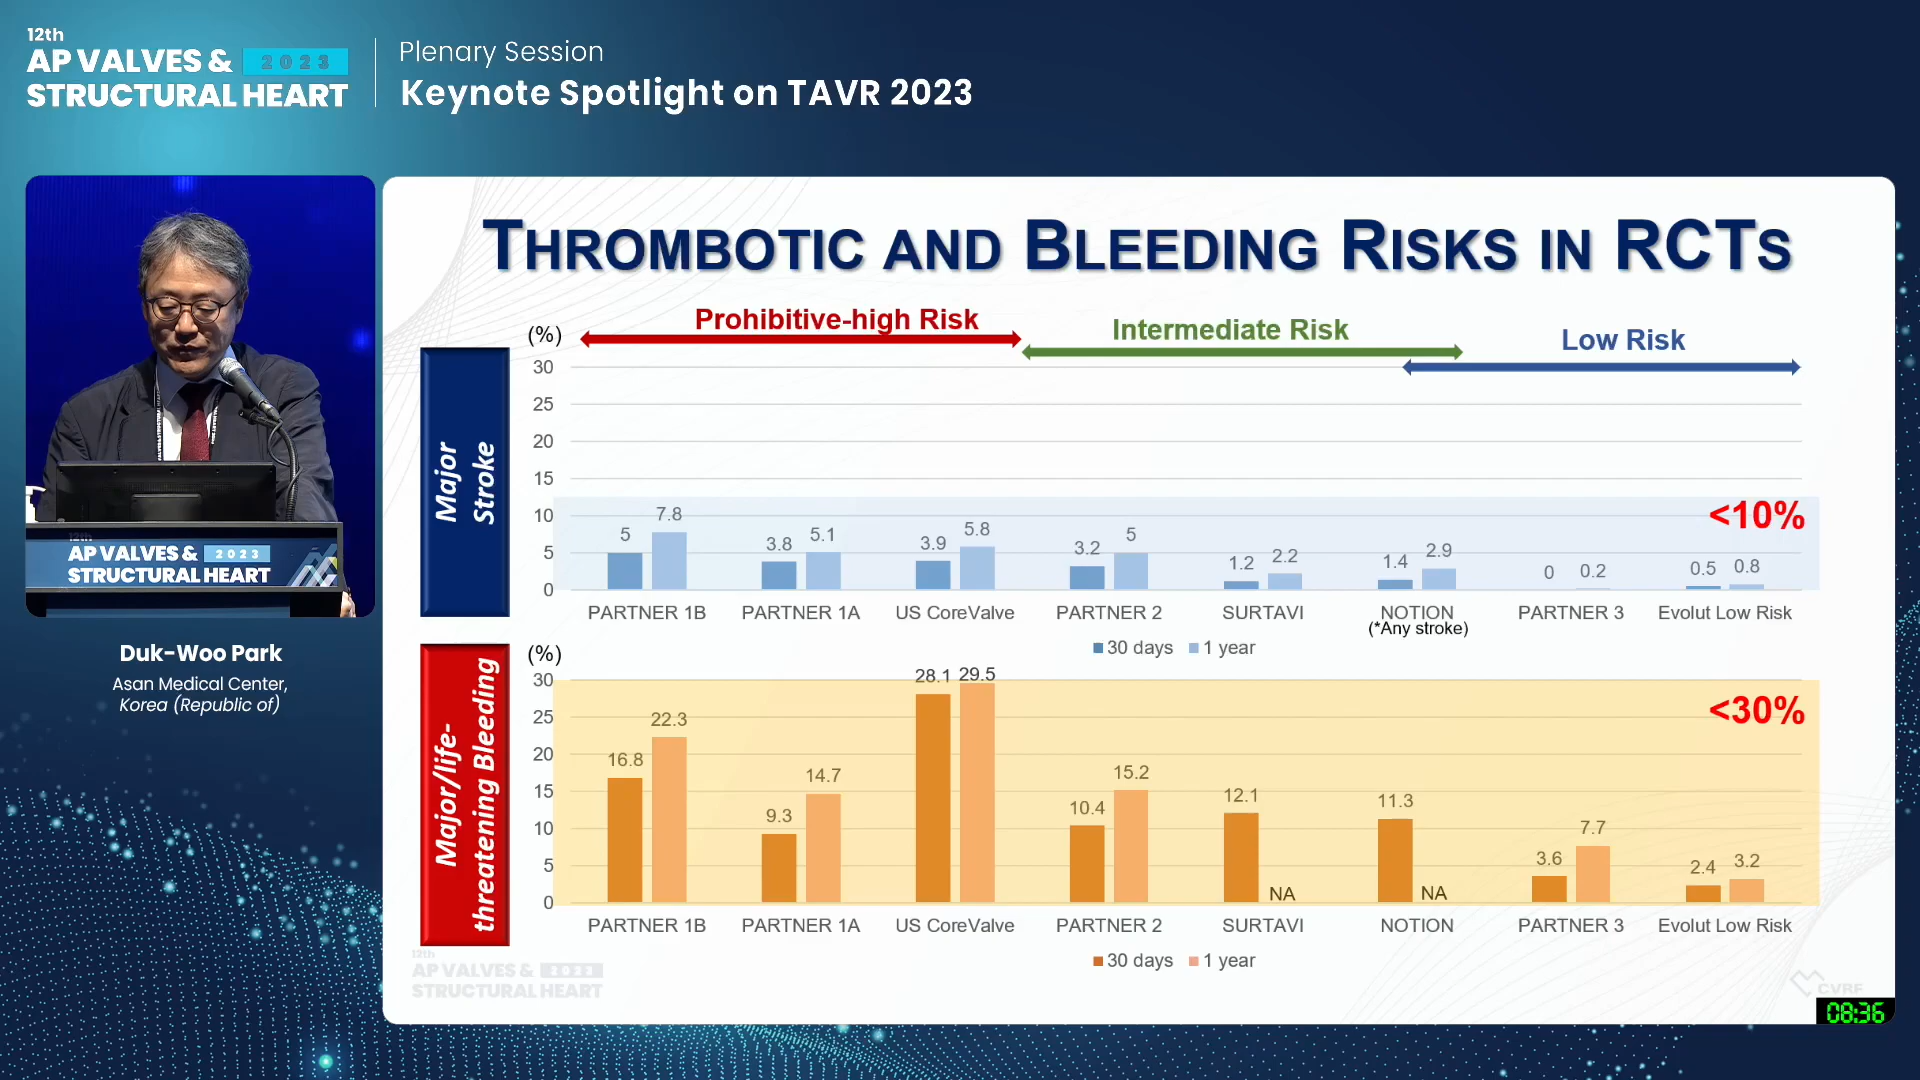 12th
AP VALVES & 2023
STRUCTURAL HEART
Plenary Session
Keynote Spotlight on TAVR 2023
12th
AP VALVES & 2023
STRUCTURAL HEART
Duk-Woo Park
Asan Medical Center,
Korea (Republic of)
THROMBOTIC AND BLEEDING RISKS IN RCTS
Prohibitive-high Risk
Intermediate Risk
Low Risk
(%)
Major
Stroke
30
25
20
15
10
5
0
<10%
5 7.8 3.8 5.1 3.9 5.8 3.2 5 1.2 2.2 1.4 2.9 0 0.2 0.5 0.8
PARTNER 1B PARTNER 1A US CoreValve PARTNER 2 SURTAVI NOTION PARTNER 3 Evolut Low Risk
(*Any stroke)
30 days 1 year
(%)
Major/life-
threatening Bleeding
30
25
20
15
10
5
0
<30%
16.8 22.3 9.3 14.7 28.1 29.5 10.4 15.2 12.1 NA 11.3 NA 3.6 7.7 2.4 3.2
PARTNER 1B PARTNER 1A US CoreValve PARTNER 2 SURTAVI NOTION PARTNER 3 Evolut Low Risk
30 days 1 year
12th
AP VALVES & 2023
STRUCTURAL HEART
CVRF
08:36